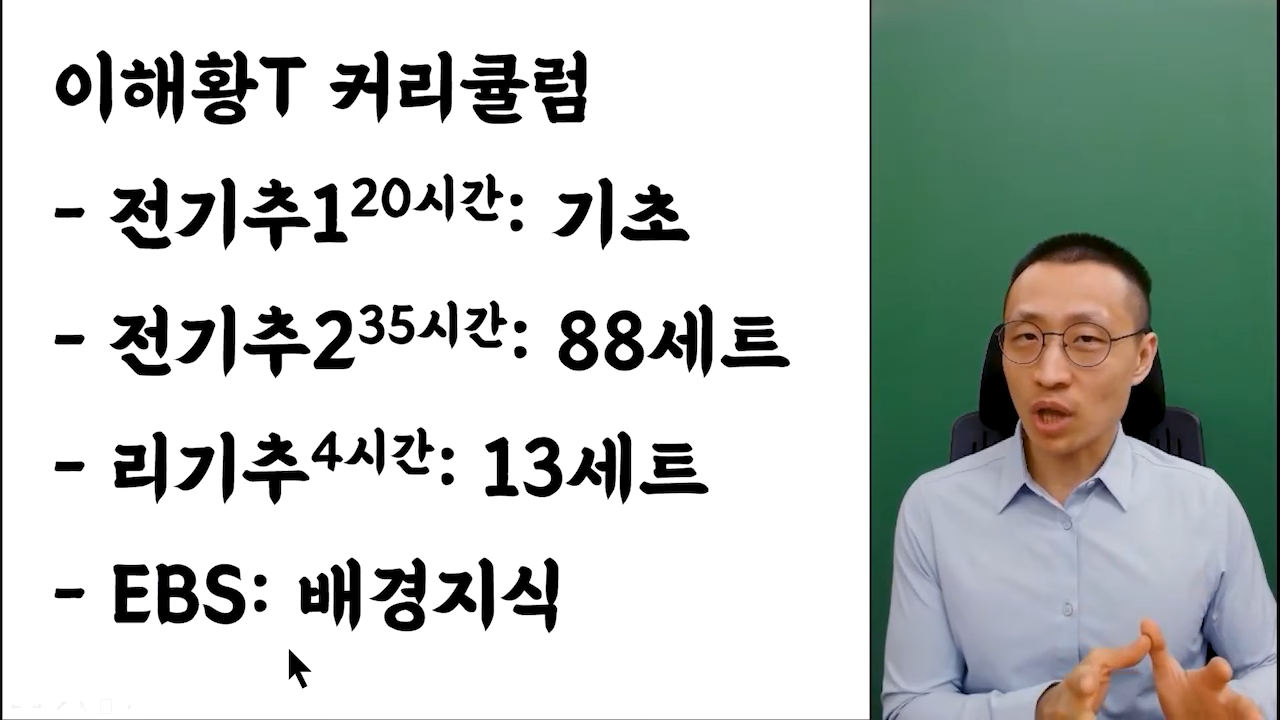 이해황T 커리큘럼
- 전기추1²⁰시간: 기초
- 전기추2³⁵시간: 88세트
- 리기추⁴시간: 13세트
- EBS: 배경지식